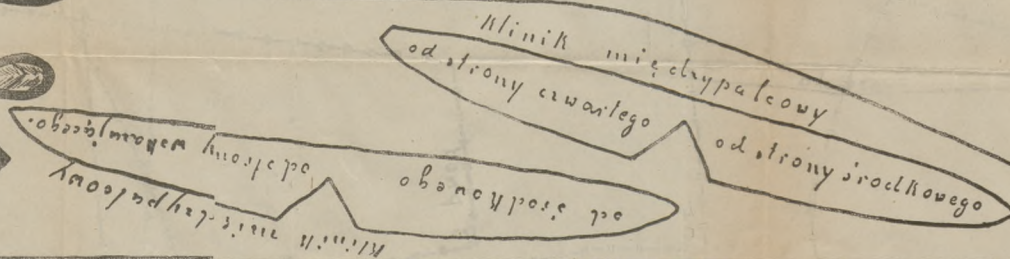 Klinik międzypalcowy
od strony czwartego
od strony środkowego
od środkowego
od strony wskazującego.
Klinik międzypalcowy